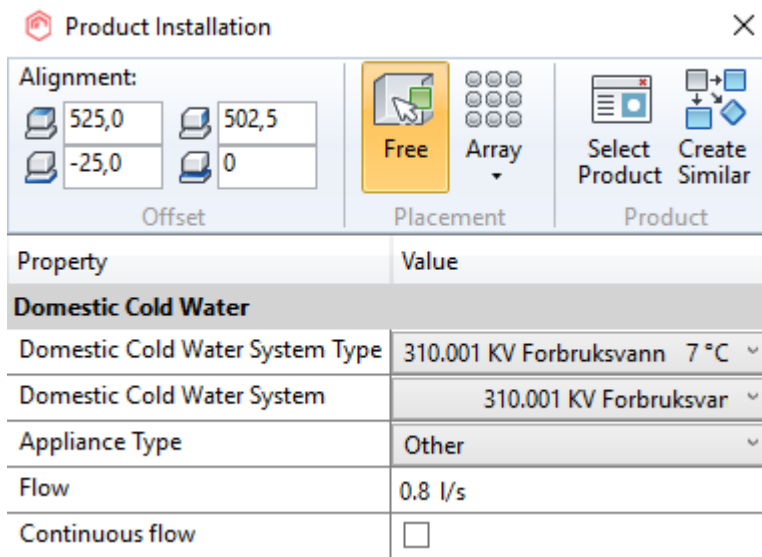 Product Installation
Alignment:
525,0 502,5
-25,0 0
Free Array Select Product Create Similar
Offset Placement Product
Property Value
Domestic Cold Water
Domestic Cold Water System Type 310.001 KV Forbruksvann 7 °C
Domestic Cold Water System 310.001 KV Forbruksvar
Appliance Type Other
Flow 0.8 l/s
Continuous flow